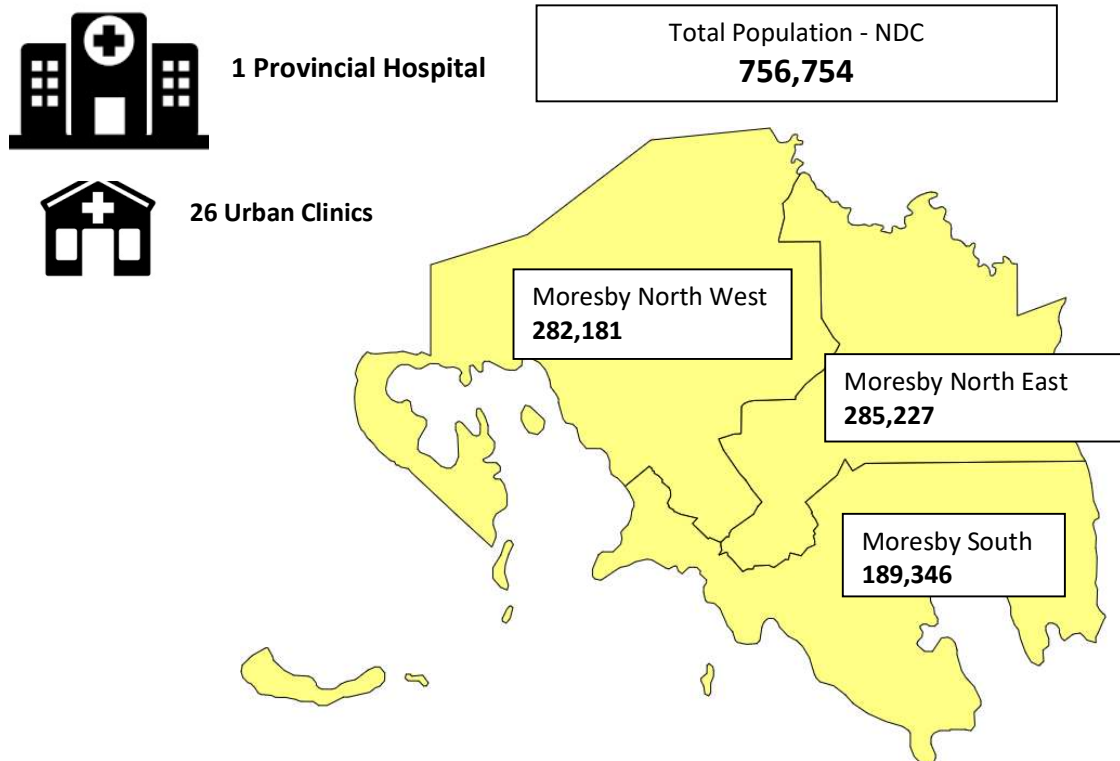 1 Provincial Hospital
Total Population - NDC
756,754
26 Urban Clinics
Moresby North West
282,181
Moresby North East
285,227
Moresby South
189,346